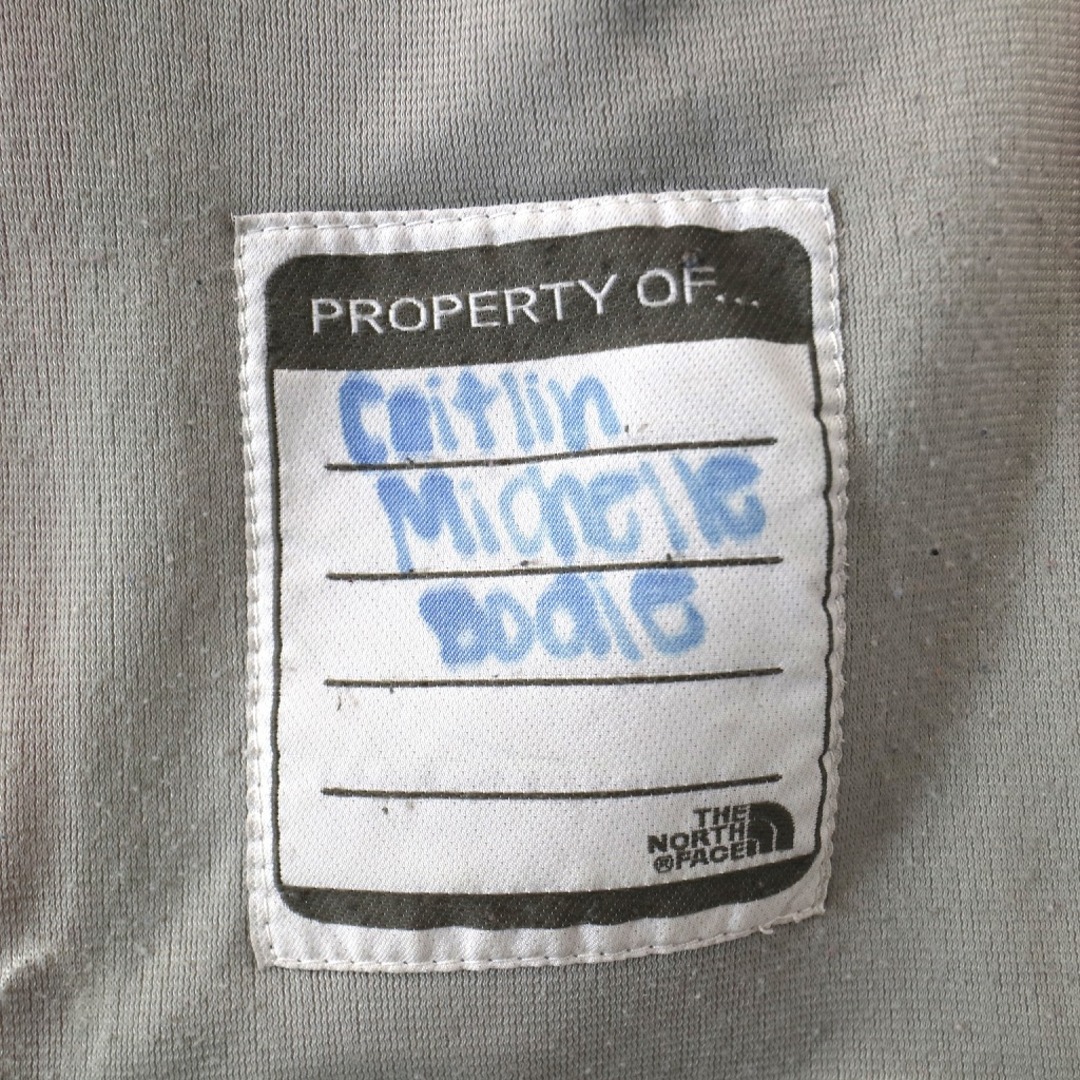 PROPERTY OF...
Caitlin
Michelle
THE
NORTH
®FACE